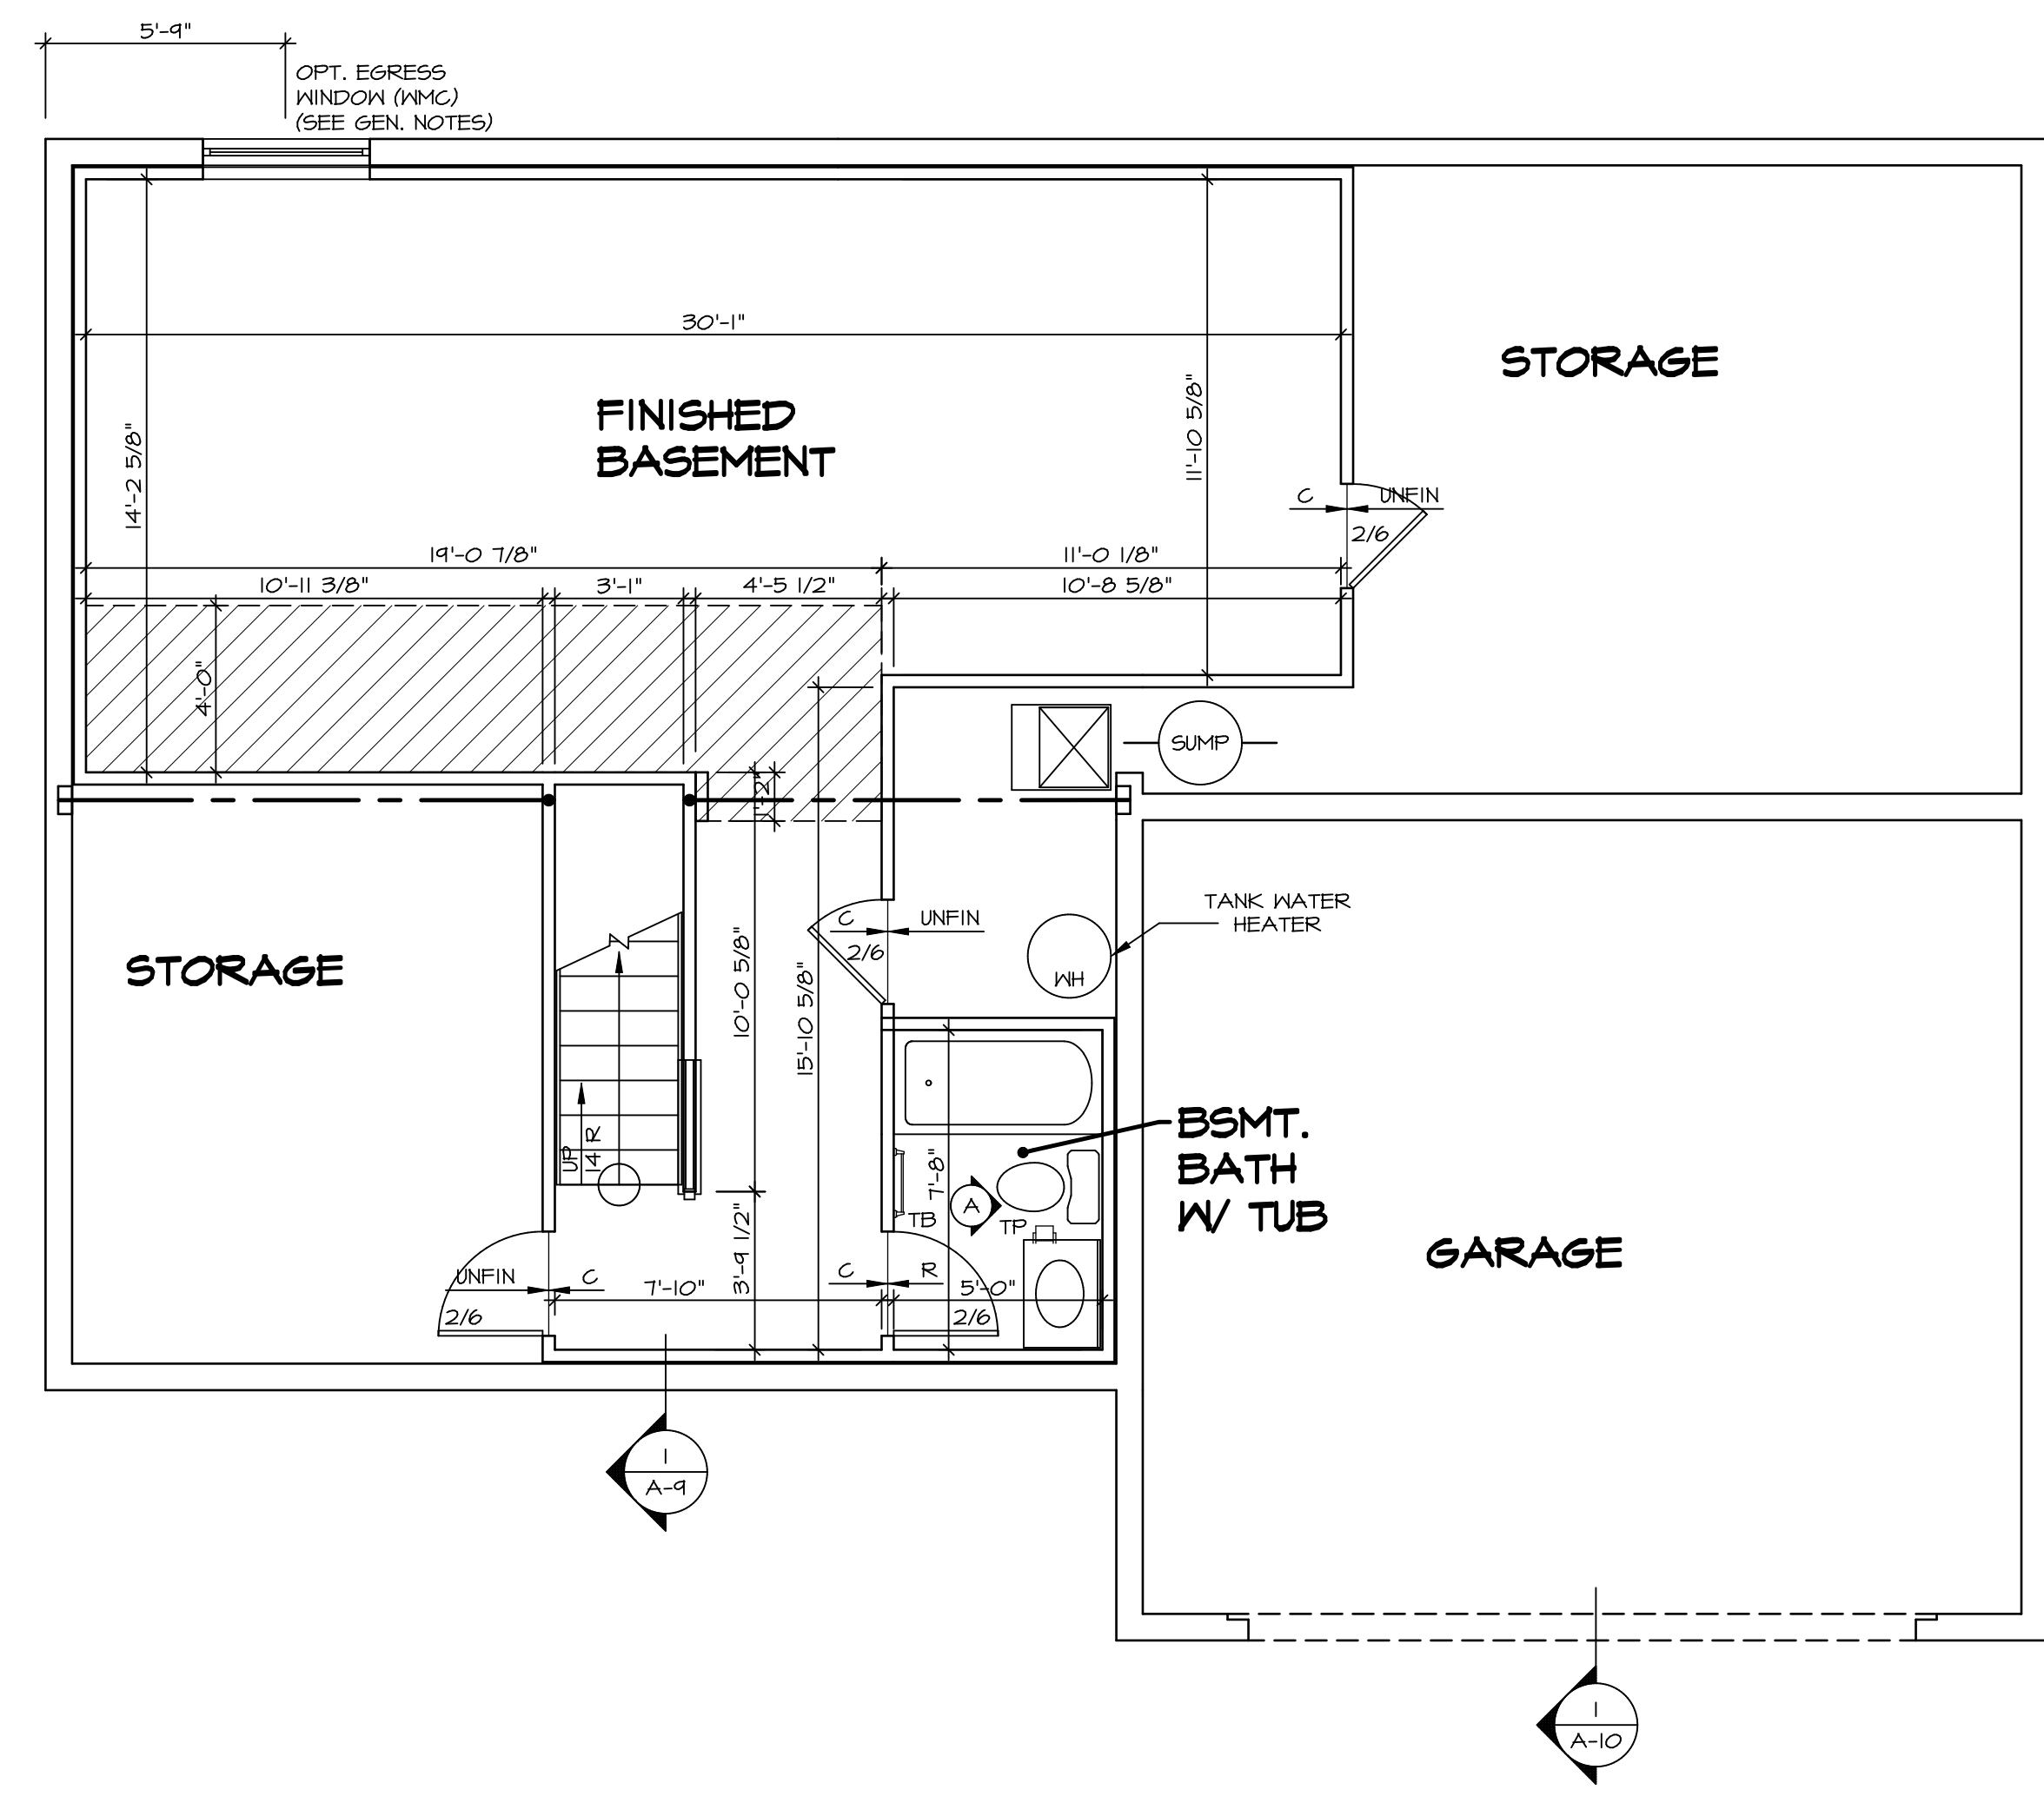 5'-9"
OPT. EGRESS
WINDOW (WMC)
(SEE GEN. NOTES)
30'-1"
STORAGE
FINISHED
BASEMENT
14'-2 5/8"
11'-10 5/8"
C
UNFIN
2/6
19'-0 7/8"
11'-0 1/8"
10'-11 3/8"
3'-1"
4'-5 1/2"
10'-8 5/8"
4'-0"
SUMP
1'-2"
TANK WATER
HEATER
C
UNFIN
2/6
WH
STORAGE
10'-0 5/8"
15'-10 5/8"
UP
14 R
7'-8"
BSMT.
BATH
W/ TUB
A
TB
TP
GARAGE
3'-9 1/2"
UNFIN
C
2/6
7'-10"
C
R
5'-0"
2/6
1
A-9
1
A-10